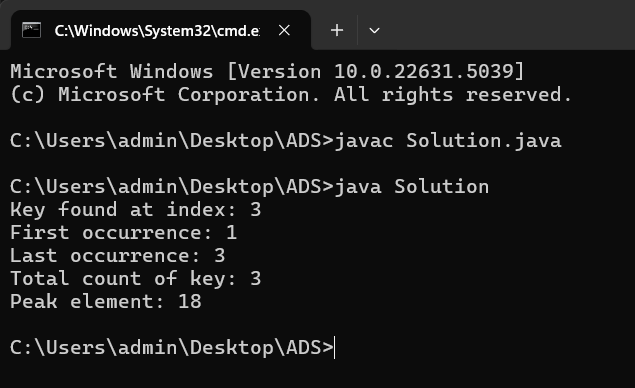 C:\Windows\System32\cmd.e
Microsoft Windows [Version 10.0.22631.5039]
(c) Microsoft Corporation. All rights reserved.
C:\Users\admin\Desktop\ADS>javac Solution.java
C:\Users\admin\Desktop\ADS>java Solution
Key found at index: 3
First occurrence: 1
Last occurrence: 3
Total count of key: 3
Peak element: 18
C:\Users\admin\Desktop\ADS>